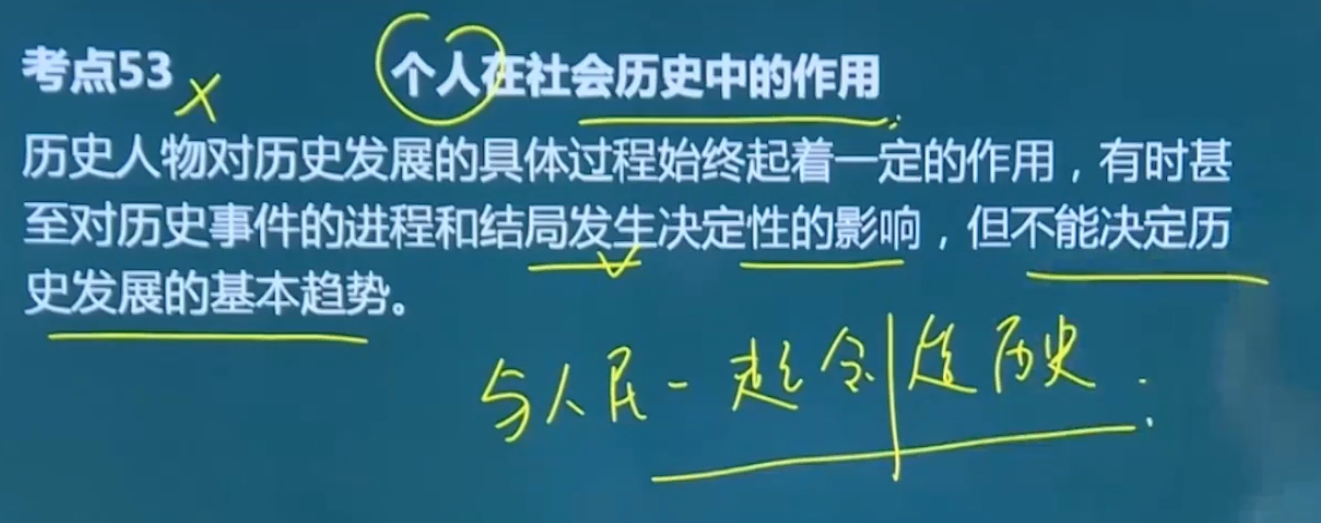 考点53 个人在社会历史中的作用
历史人物对历史发展的具体过程始终起着一定的作用，有时甚
至对历史事件的进程和结局发生决定性的影响，但不能决定历
史发展的基本趋势。
与人民一起创造历史.